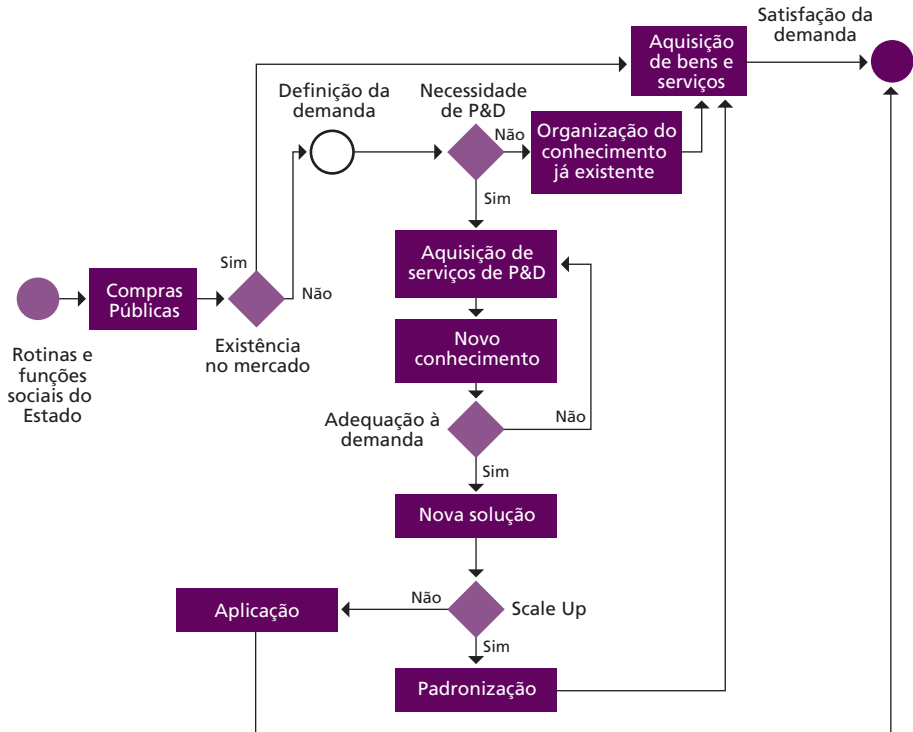 Satisfação da
demanda
Aquisição
de bens e
serviços
Definição da
demanda
Necessidade
de P&D
Não
Organização do
conhecimento
já existente
Sim
Aquisição de
serviços de P&D
Sim
Compras
Públicas
Não
Existência
no mercado
Rotinas e
funções
sociais do
Estado
Novo
conhecimento
Adequação à
demanda
Não
Sim
Nova solução
Não
Aplicação
Scale Up
Sim
Padronização